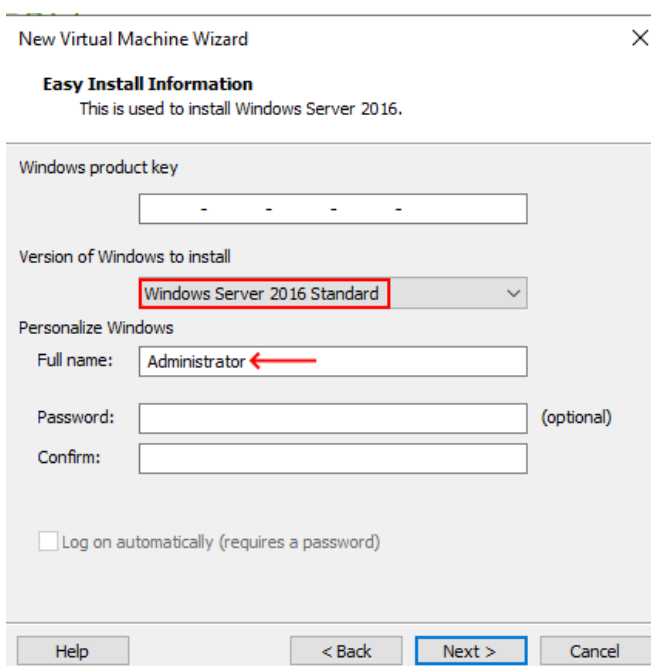 New Virtual Machine Wizard
Easy Install Information
This is used to install Windows Server 2016.
Windows product key
- - - -
Version of Windows to install
Windows Server 2016 Standard
Personalize Windows
Full name: Administrator
Password: (optional)
Confirm:
Log on automatically (requires a password)
Help < Back Next > Cancel